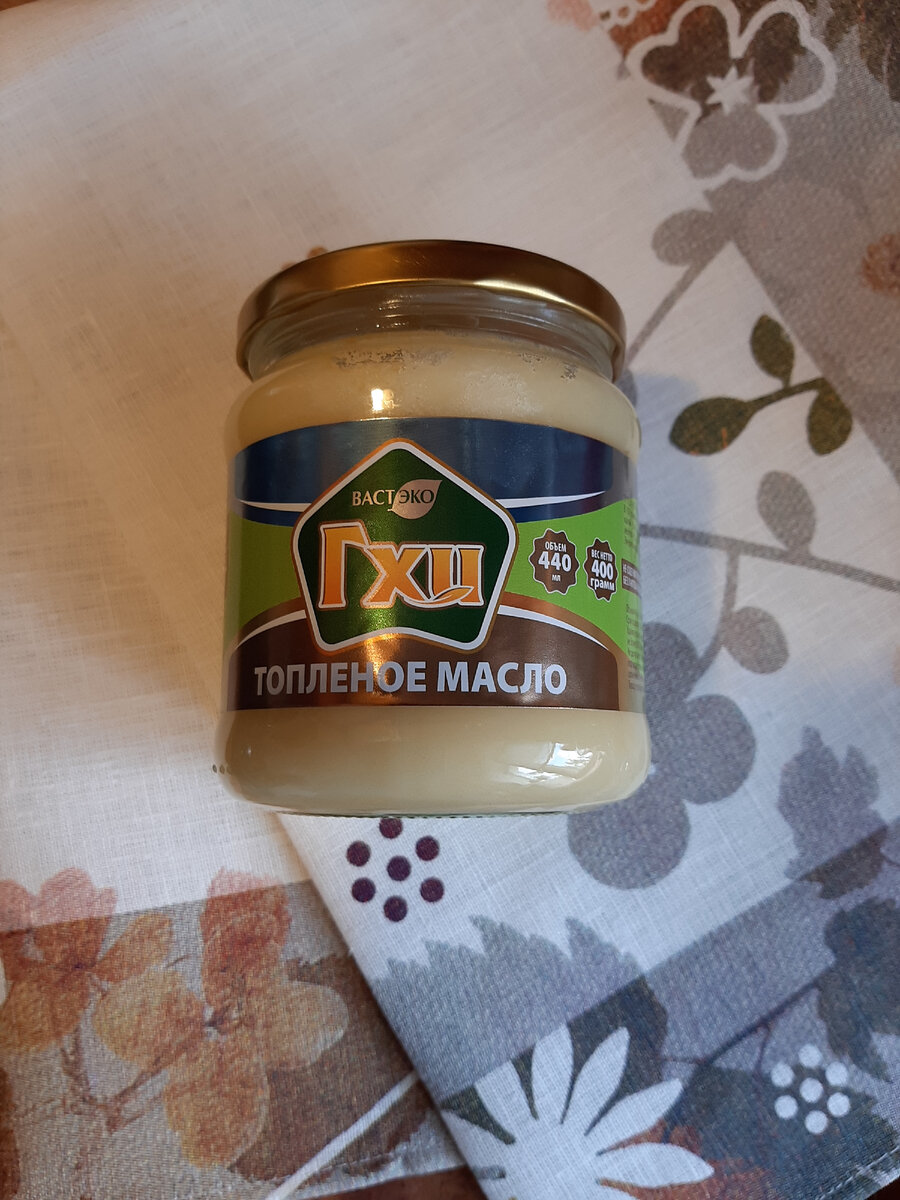 ВАСТЭКО
Гхи
ОБЪЕМ
440
мл
ВЕС НЕТТО
400
грамм
ТОПЛЕНОЕ МАСЛО